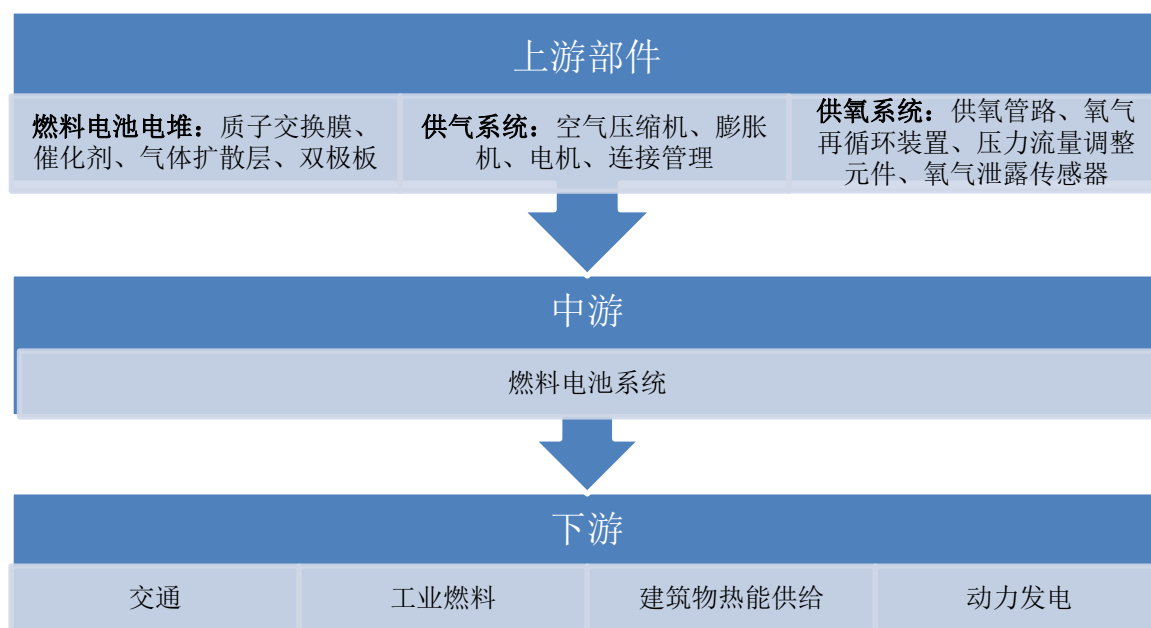 上游部件
燃料电池电堆：质子交换膜、
催化剂、气体扩散层、双极板
供气系统：空气压缩机、膨胀
机、电机、连接管理
供氧系统：供氧管路、氧气
再循环装置、压力流量调整
元件、氧气泄露传感器
中游
燃料电池系统
下游
交通
工业燃料
建筑物热能供给
动力发电